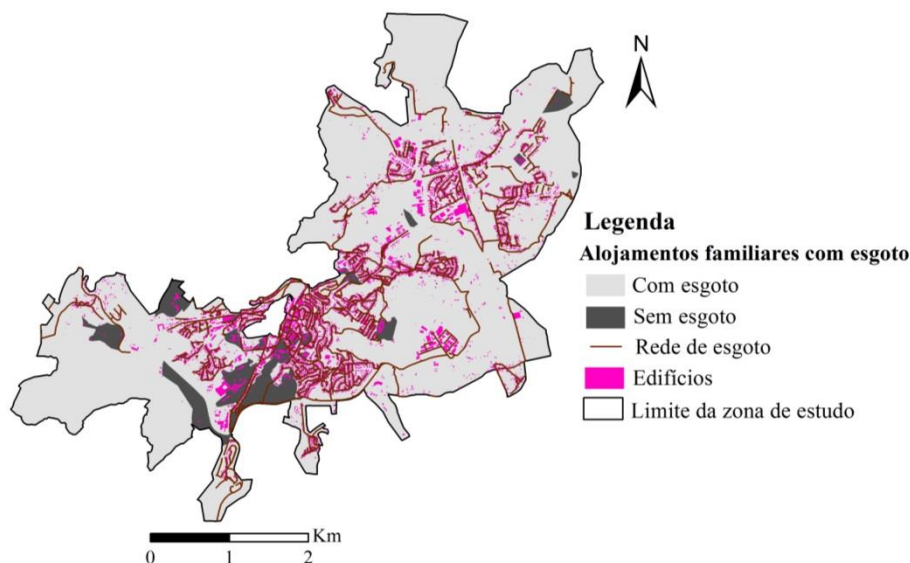 N
Legenda
Alojamentos familiares com esgoto
Com esgoto
Sem esgoto
Rede de esgoto
Edifícios
Limite da zona de estudo
Km
0 1 2